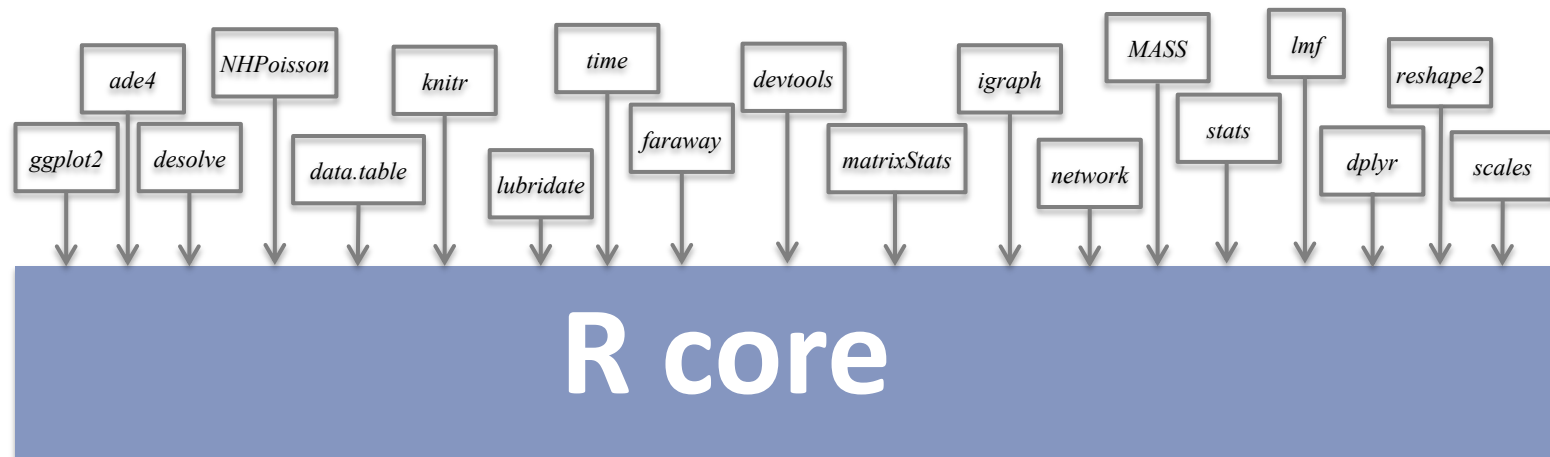 ggplot2
ade4
desolve
NHPoisson
data.table
knitr
lubridate
time
faraway
devtools
matrixStats
igraph
network
MASS
stats
lmf
dplyr
reshape2
scales
R core